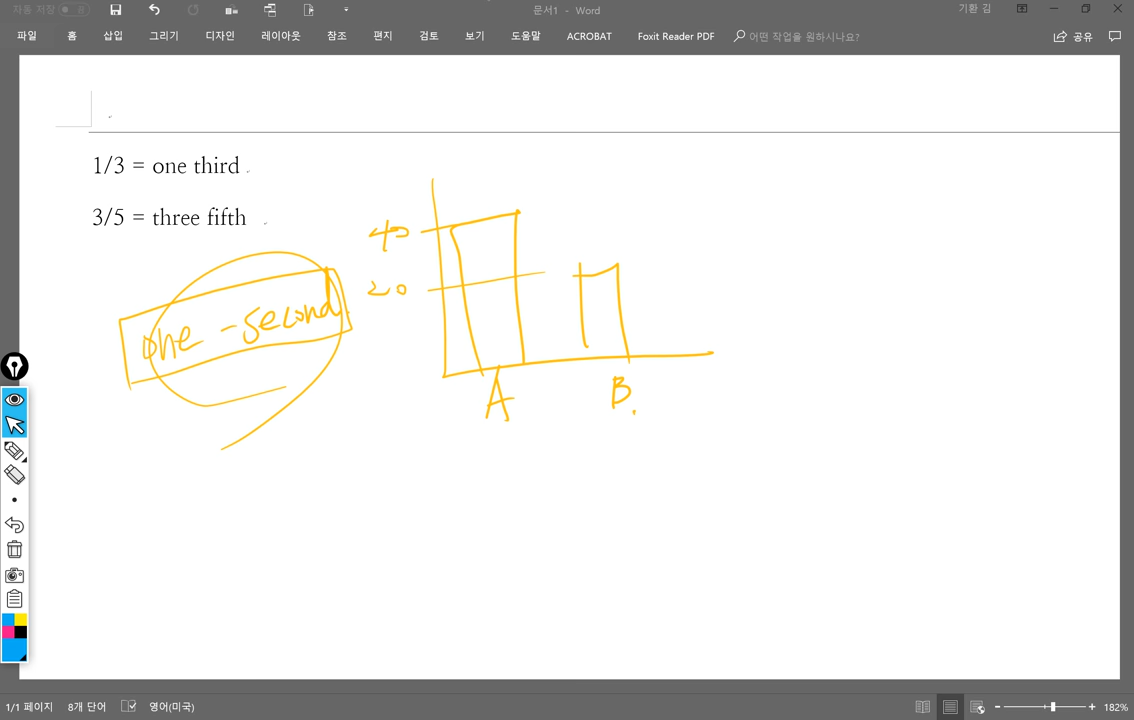 자동 저장
문서1 - Word
기환 김
파일 홈 삽입 그리기 디자인 레이아웃 참조 편지 검토 보기 도움말 ACROBAT Foxit Reader PDF 어떤 작업을 원하시나요? 공유
1/3 = one third
3/5 = three fifth
one - second
40
20
A B
1/1 페이지 8개 단어 영어(미국) 182%